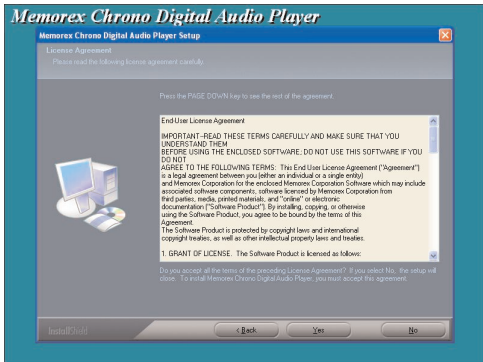 Memorex Chrono Digital Audio Player
Memorex Chrono Digital Audio Player Setup
License Agreement
Please read the following license agreement carefully.
Press the PAGE DOWN key to see the rest of the agreement.
End-User License Agreement
IMPORTANT--READ THESE TERMS CAREFULLY AND MAKE SURE THAT YOU
UNDERSTAND THEM
BEFORE USING THE ENCLOSED SOFTWARE; DO NOT USE THIS SOFTWARE IF YOU
DO NOT
AGREE TO THE FOLLOWING TERMS: This End User License Agreement ("Agreement")
is a legal agreement between you (either an individual or a single entity)
and Memorex Corporation for the enclosed Memorex Corporation Software which may include
associated software components, software licensed by Memorex Corporation from
third parties, media, printed materials, and "online" or electronic
documentation ("Software Product"). By installing, copying, or otherwise
using the Software Product, you agree to be bound by the terms of this
Agreement.
The Software Product is protected by copyright laws and international
copyright treaties, as well as other intellectual property laws and treaties.
1. GRANT OF LICENSE. The Software Product is licensed as follows:
Do you accept all the terms of the preceding License Agreement? If you select No, the setup will
close. To install Memorex Chrono Digital Audio Player, you must accept this agreement.
InstallShield
< Back Yes No